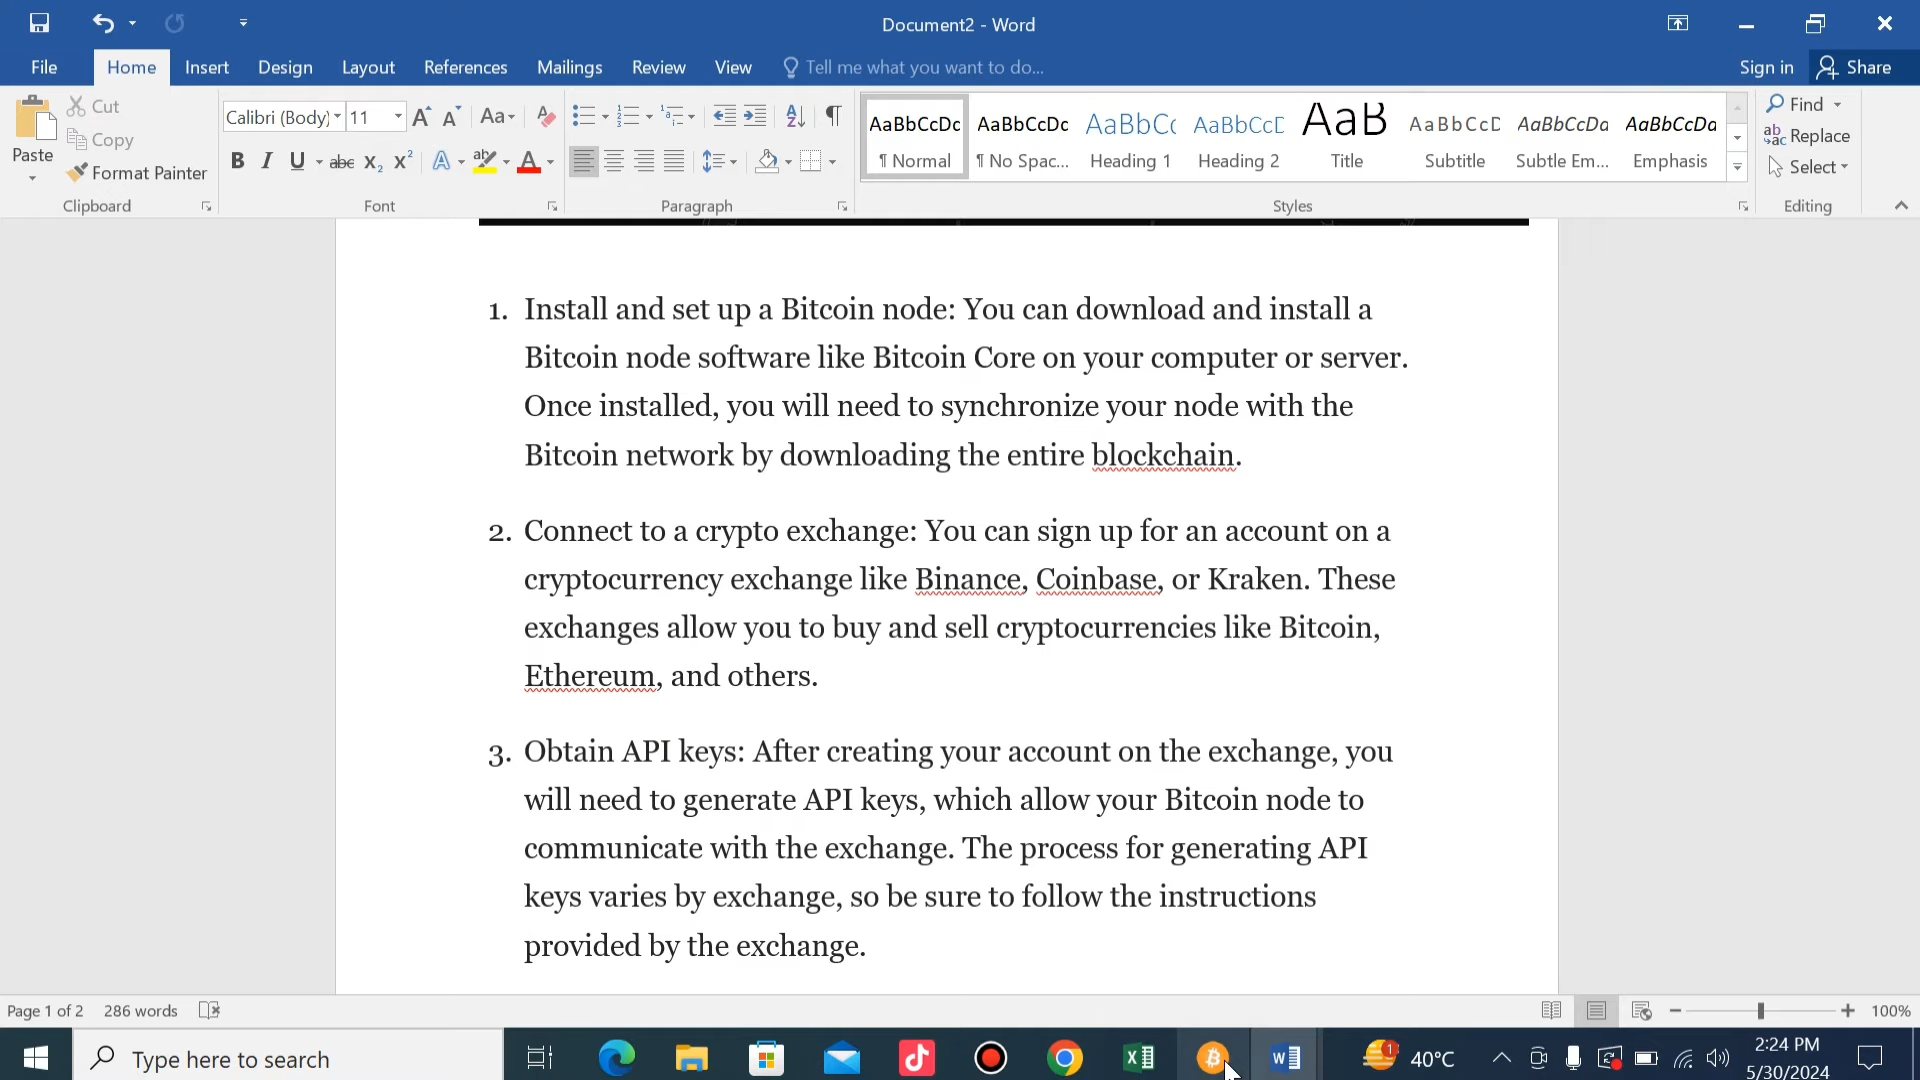 Document2 - Word
File Home Insert Design Layout References Mailings Review View Tell me what you want to do... Sign in Share
Paste
Cut
Copy
Format Painter
Clipboard
Calibri (Body) 11
Font
Paragraph
AaBbCcDc AaBbCcDc AaBbCc AaBbCcD AaB AaBbCcD AaBbCcDd AaBbCcDd
¶ Normal ¶ No Spac... Heading 1 Heading 2 Title Subtitle Subtle Em... Emphasis
Styles
Find
Replace
Select
Editing
1. Install and set up a Bitcoin node: You can download and install a
Bitcoin node software like Bitcoin Core on your computer or server.
Once installed, you will need to synchronize your node with the
Bitcoin network by downloading the entire blockchain.
2. Connect to a crypto exchange: You can sign up for an account on a
cryptocurrency exchange like Binance, Coinbase, or Kraken. These
exchanges allow you to buy and sell cryptocurrencies like Bitcoin,
Ethereum, and others.
3. Obtain API keys: After creating your account on the exchange, you
will need to generate API keys, which allow your Bitcoin node to
communicate with the exchange. The process for generating API
keys varies by exchange, so be sure to follow the instructions
provided by the exchange.
Page 1 of 2 286 words 100%
Type here to search 40°C 2:24 PM
5/30/2024